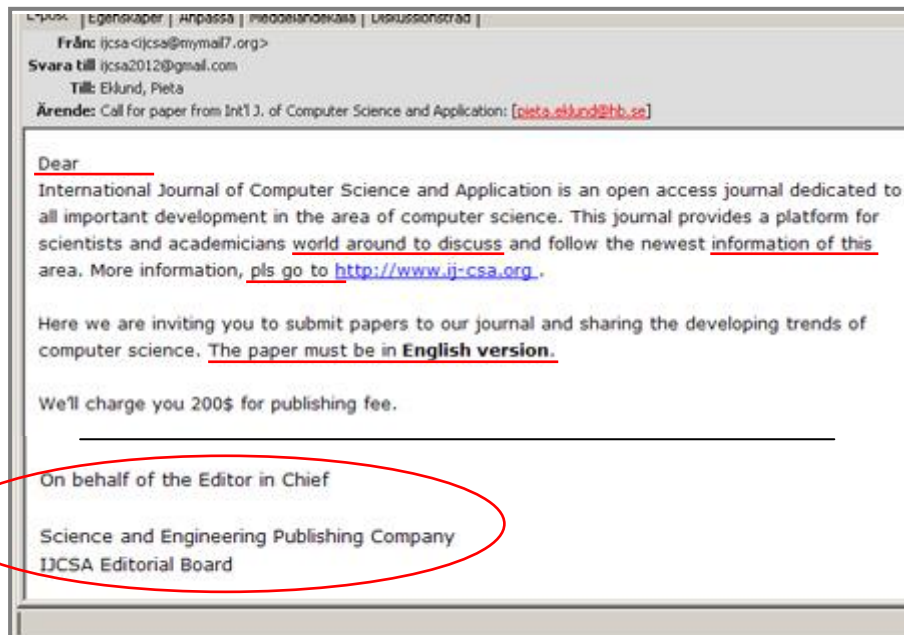 E-post | Egenskaper | Anpassa | Meddelandekälla | Diskussionstråd |
Från: ijcsa<ijcsa@mymail7.org>
Svara till ijcsa2012@gmail.com
Till: Eklund, Pieta
Ärende: Call for paper from Int'l J. of Computer Science and Application: [pieta.eklund@hb.se]
Dear
International Journal of Computer Science and Application is an open access journal dedicated to
all important development in the area of computer science. This journal provides a platform for
scientists and academicians world around to discuss and follow the newest information of this
area. More information, pls go to http://www.ij-csa.org .
Here we are inviting you to submit papers to our journal and sharing the developing trends of
computer science. The paper must be in English version.
We'll charge you 200$ for publishing fee.
On behalf of the Editor in Chief
Science and Engineering Publishing Company
IJCSA Editorial Board